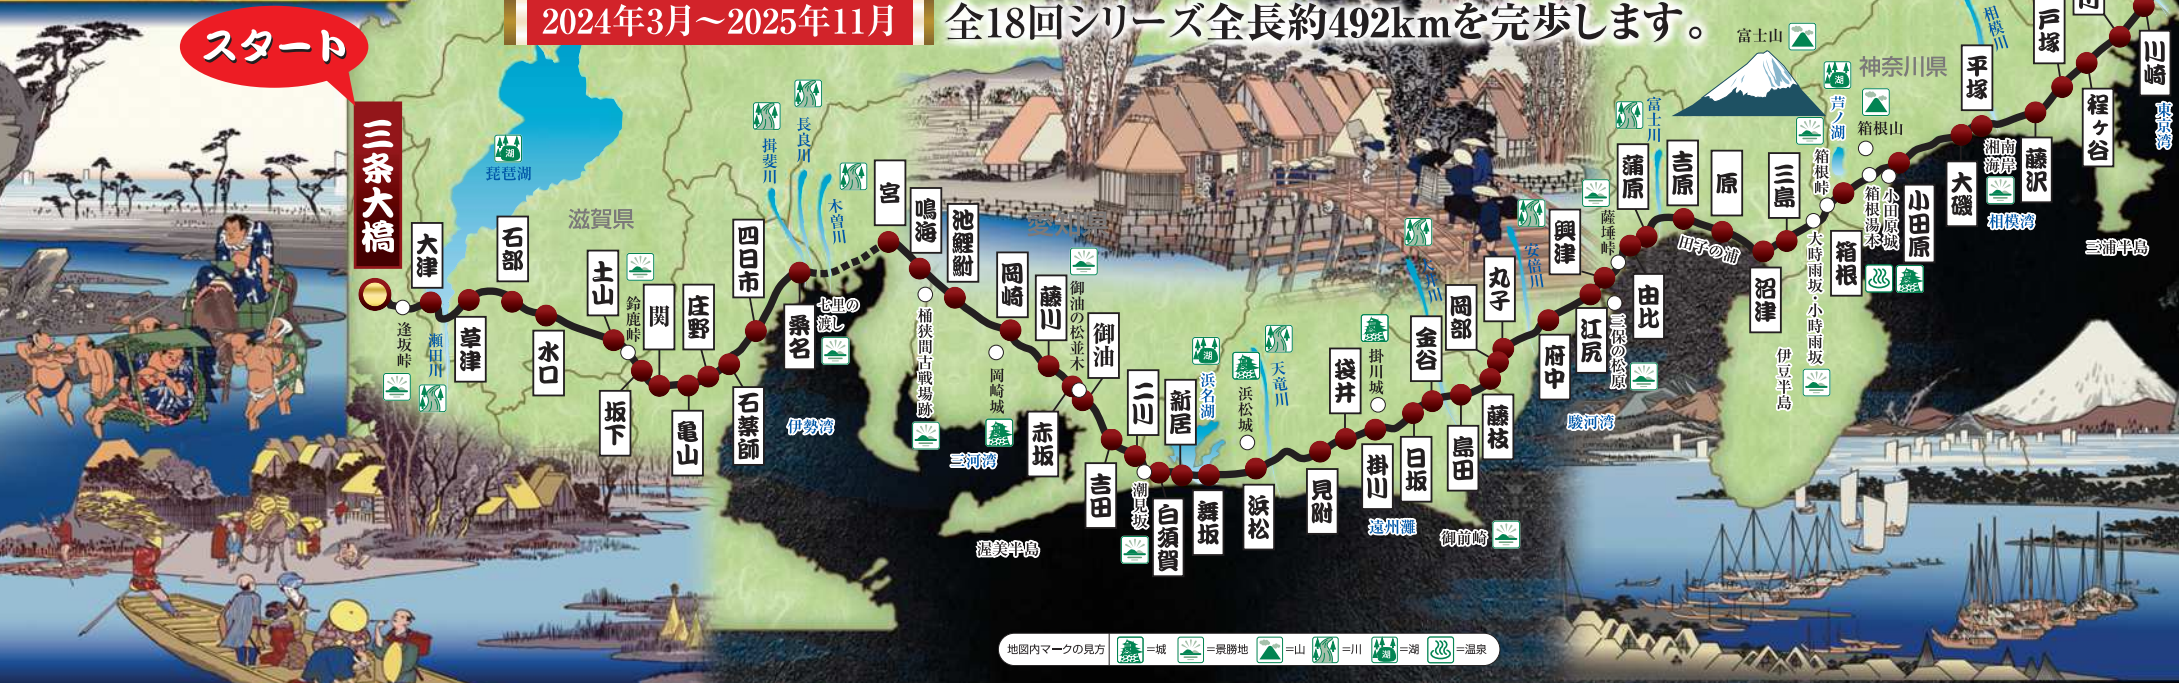 2024年3月～2025年11月
全18回シリーズ全長約492kmを完歩します。
スタート
三条大橋
逢坂峠
大津
瀬田川
琵琶湖
草津
石部
滋賀県
水口
土山
鈴鹿峠
坂下
関
亀山
庄野
石薬師
四日市
桑名
七里の
渡し
伊勢湾
揖斐川
長良川
木曽川
宮
鳴海
桶狭間古戦場跡
池鯉鮒
岡崎
岡崎城
三河湾
愛知県
藤川
赤坂
御油の松並木
御油
吉田
渥美半島
二川
潮見坂
白須賀
新居
浜名湖
舞坂
浜松城
浜松
天竜川
見附
袋井
掛川城
掛川
遠州灘
日坂
金谷
大井川
御前崎
島田
藤枝
岡部
丸子
安倍川
府中
江尻
三保の松原
駿河湾
興津
薩埵峠
由比
蒲原
富士川
吉原
田子の浦
原
沼津
三島
伊豆半島
大時雨坂・小時雨坂
箱根峠
富士山
芦ノ湖
箱根山
神奈川県
箱根
箱根湯本
小田原城
小田原
大磯
平塚
相模川
湘南
海岸
相模湾
藤沢
戸塚
程ヶ谷
川崎
東京湾
三浦半島
地図内マークの見方
=城
=景勝地
=山
=川
湖
=湖
=温泉